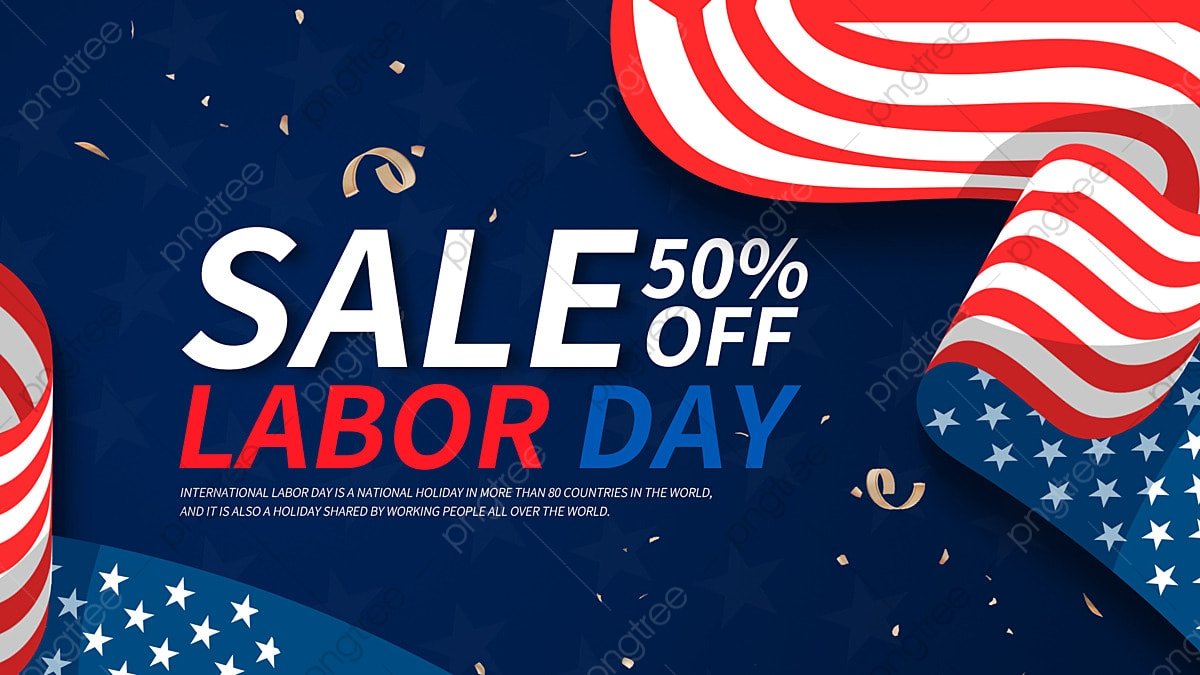 SALE 50%
OFF
LABOR DAY
INTERNATIONAL LABOR DAY IS A NATIONAL HOLIDAY IN MORE THAN 80 COUNTRIES IN THE WORLD,
AND IT IS ALSO A HOLIDAY SHARED BY WORKING PEOPLE ALL OVER THE WORLD.
pngtree